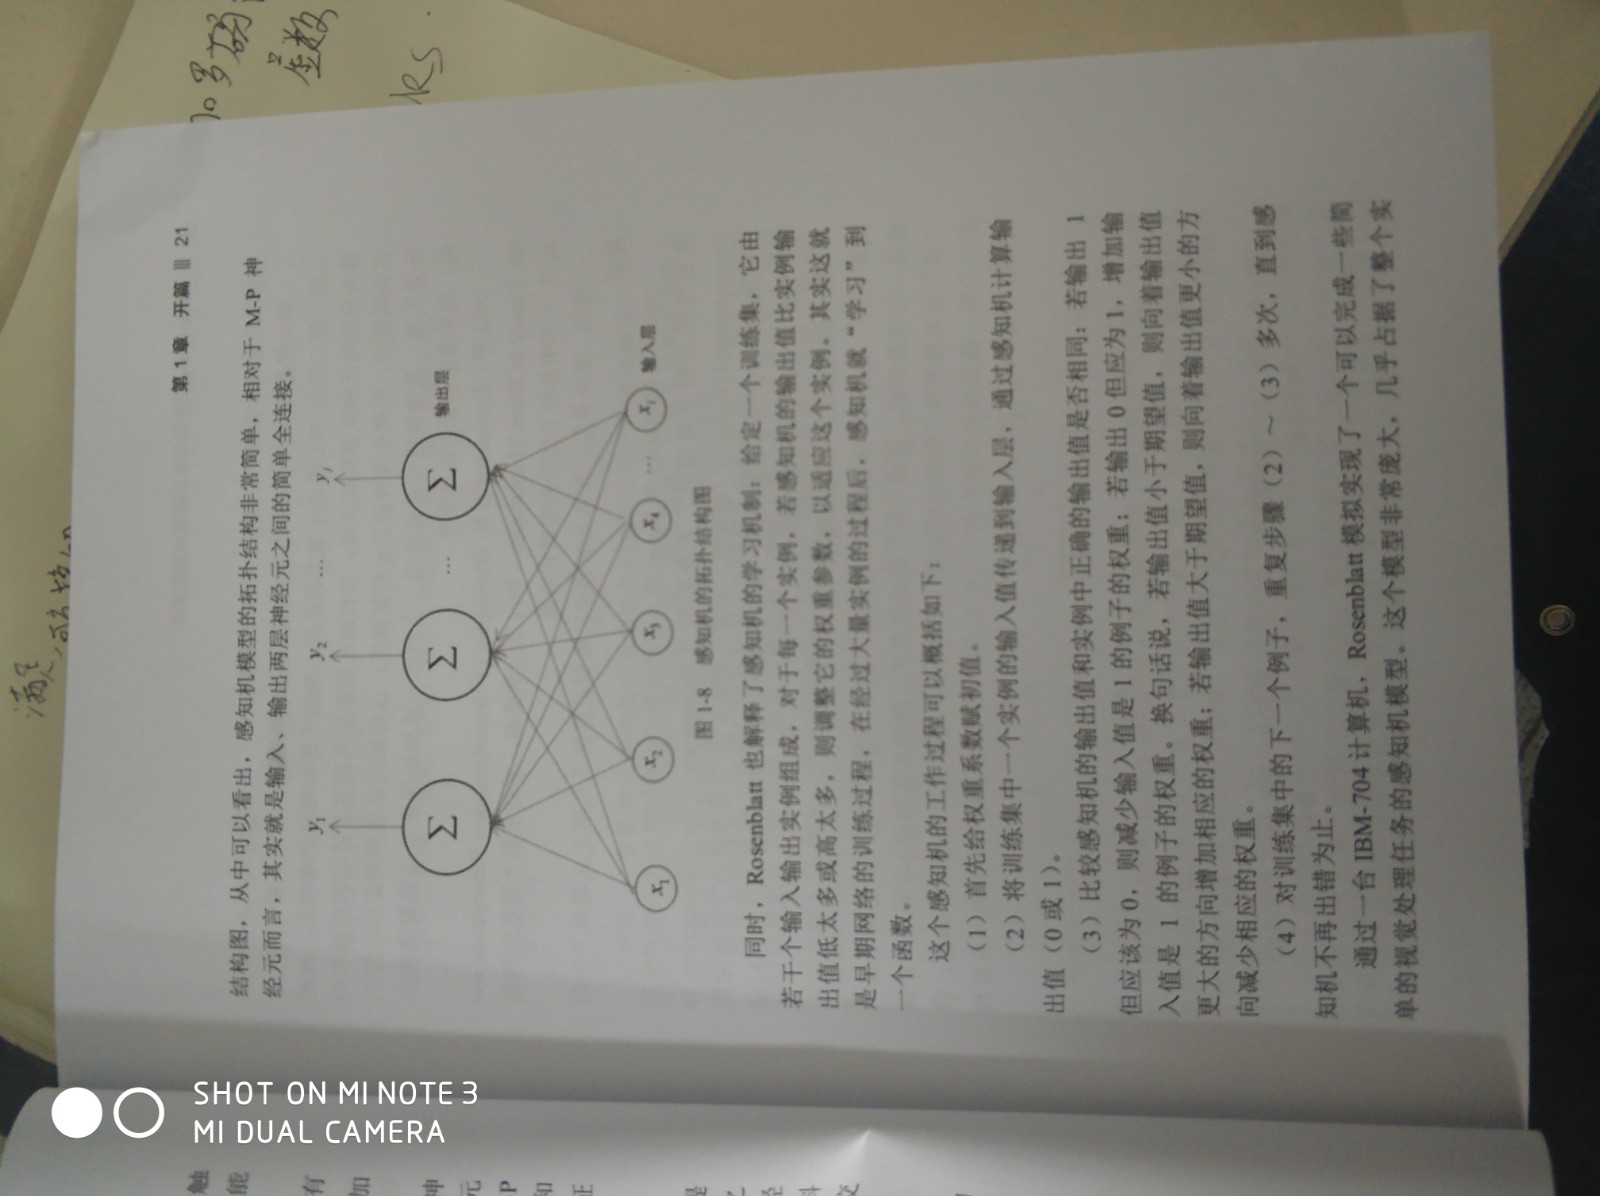 第 1 章　开篇 ‖ 21
结构图，从中可以看出，感知机模型的拓扑结构非常简单，相对于 M-P 神
经元而言，其实就是输入、输出两层神经元之间的简单全连接。
y₁ y₂ … yⱼ
Σ Σ … Σ 输出层
x₁ x₂ x₃ x₄ … xᵢ 输入层
图 1-8　感知机的拓扑结构图
同时，Rosenblatt 也解释了感知机的学习机制：给定一个训练集，它由
若干个输入输出实例组成，对于每一个实例，若感知机的输出值比实例输
出值低太多或高太多，则调整它的权重参数，以适应这个实例。其实这就
是早期网络的训练过程，在经过大量实例的过程后，感知机就“学习”到
一个函数。
这个感知机的工作过程可以概括如下：
（1）首先给权重系数赋初值。
（2）将训练集中一个实例的输入值传递到输入层，通过感知机计算输
出值（0 或 1）。
（3）比较感知机的输出值和实例中正确的输出值是否相同：若输出 1
但应该为 0，则减少输入值是 1 的例子的权重；若输出 0 但应为 1，增加输
入值是 1 的例子的权重。换句话说，若输出值小于期望值，则向着输出值
更大的方向增加相应的权重；若输出值大于期望值，则向着输出值更小的方
向减少相应的权重。
（4）对训练集中的下一个例子，重复步骤（2）～（3）多次，直到感
知机不再出错为止。
通过一台 IBM-704 计算机，Rosenblatt 模拟实现了一个可以完成一些简
单的视觉处理任务的感知机模型。这个模型非常庞大，几乎占据了整个实
满足
虚数
触
能
有
加
神
元
P
和
是
交
SHOT ON MI NOTE 3
MI DUAL CAMERA